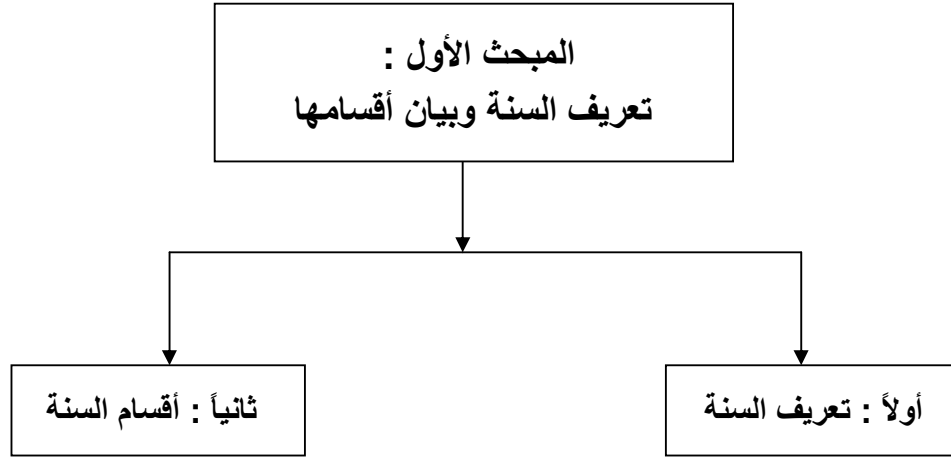 المبحث الأول :
تعريف السنة وبيان أقسامها
أولاً : تعريف السنة
ثانياً : أقسام السنة